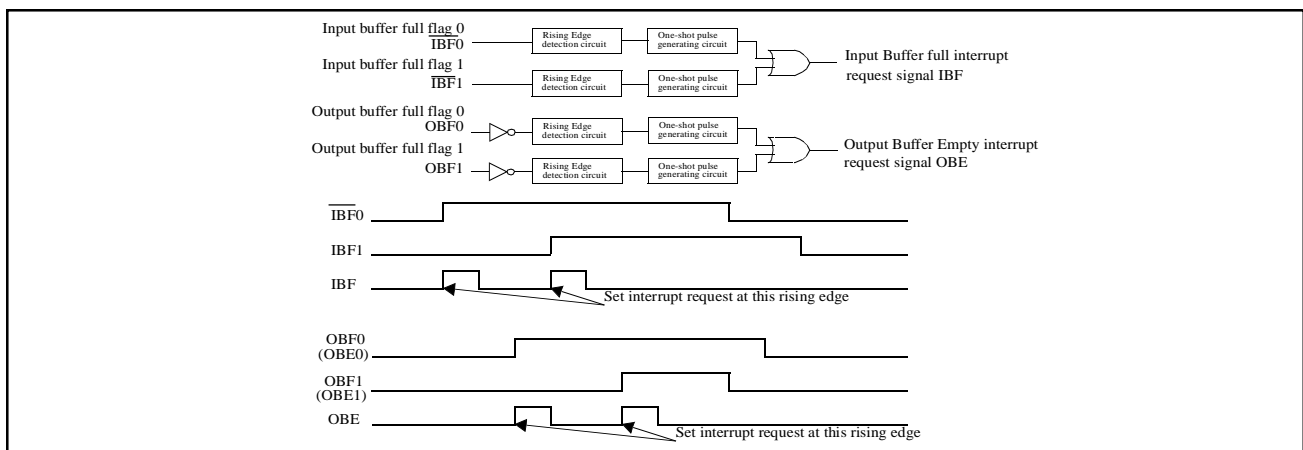 Input buffer full flag 0
IBF0
Rising Edge
detection circuit
One-shot pulse
generating circuit
Input Buffer full interrupt
request signal IBF
Input buffer full flag 1
IBF1
Rising Edge
detection circuit
One-shot pulse
generating circuit
Output buffer full flag 0
OBF0
Rising Edge
detection circuit
One-shot pulse
generating circuit
Output Buffer Empty interrupt
request signal OBE
Output buffer full flag 1
OBF1
Rising Edge
detection circuit
One-shot pulse
generating circuit
IBF0
IBF1
IBF
Set interrupt request at this rising edge
OBF0
(OBE0)
OBF1
(OBE1)
OBE
Set interrupt request at this rising edge